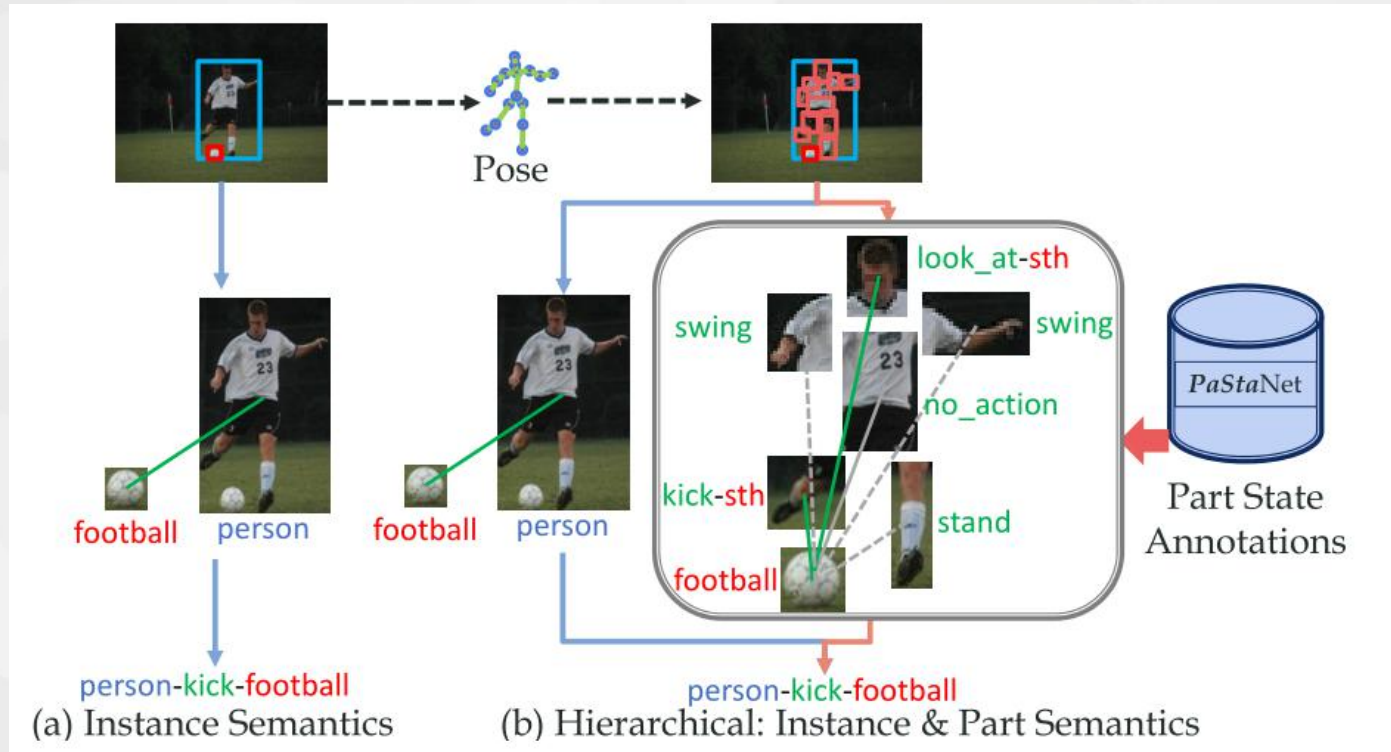 Pose
look_at-sth
swing
swing
23
23
23
no_action
PaStaNet
kick-sth
stand
Part State
Annotations
football
person
football
person
football
person-kick-football
person-kick-football
(a) Instance Semantics
(b) Hierarchical: Instance & Part Semantics